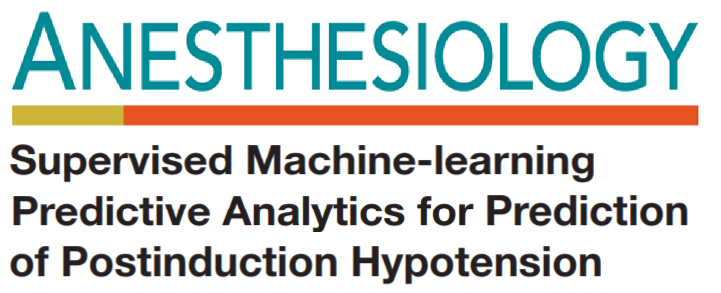 ANESTHESIOLOGY
Supervised Machine-learning
Predictive Analytics for Prediction
of Postinduction Hypotension